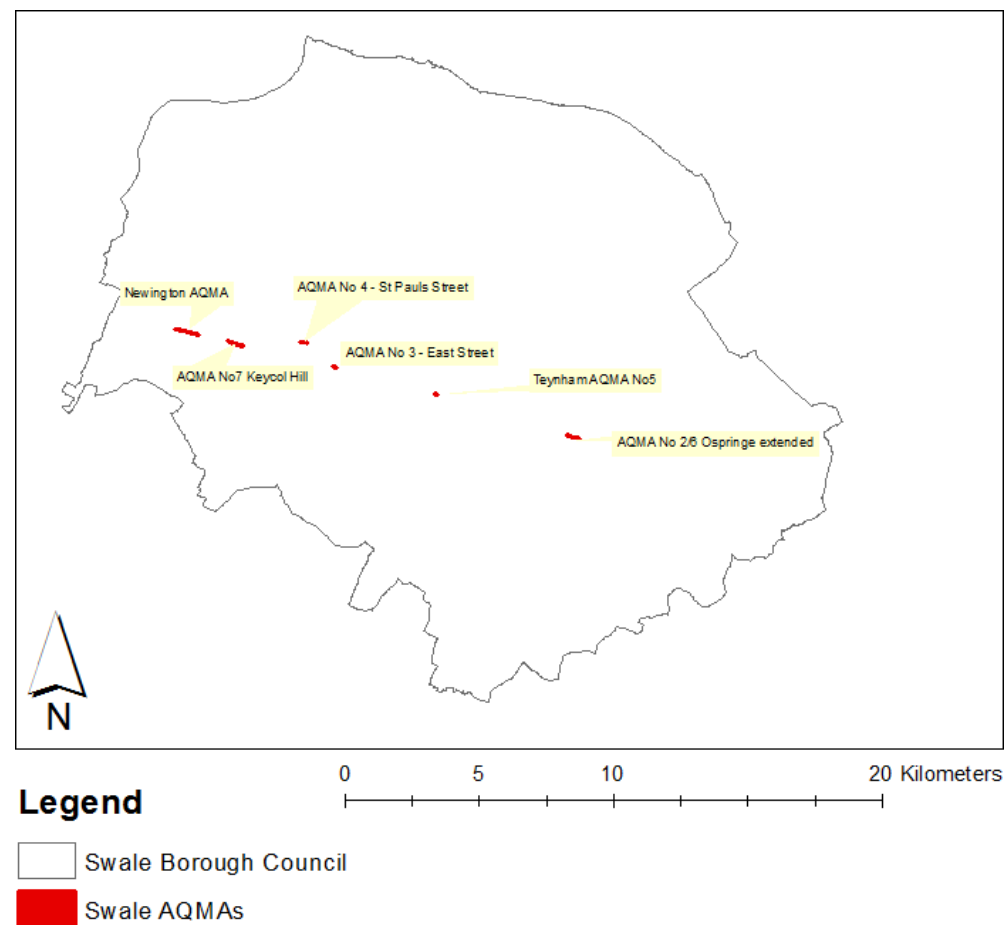 AQMA No 4 - St Pauls Street
Newington AQMA
AQMA No 3 - East Street
AQMA No7 Keycol Hill
Teynham AQMA No5
AQMA No 2/6 Ospringe extended
N
0 5 10 20 Kilometers
Legend
Swale Borough Council
Swale AQMAs